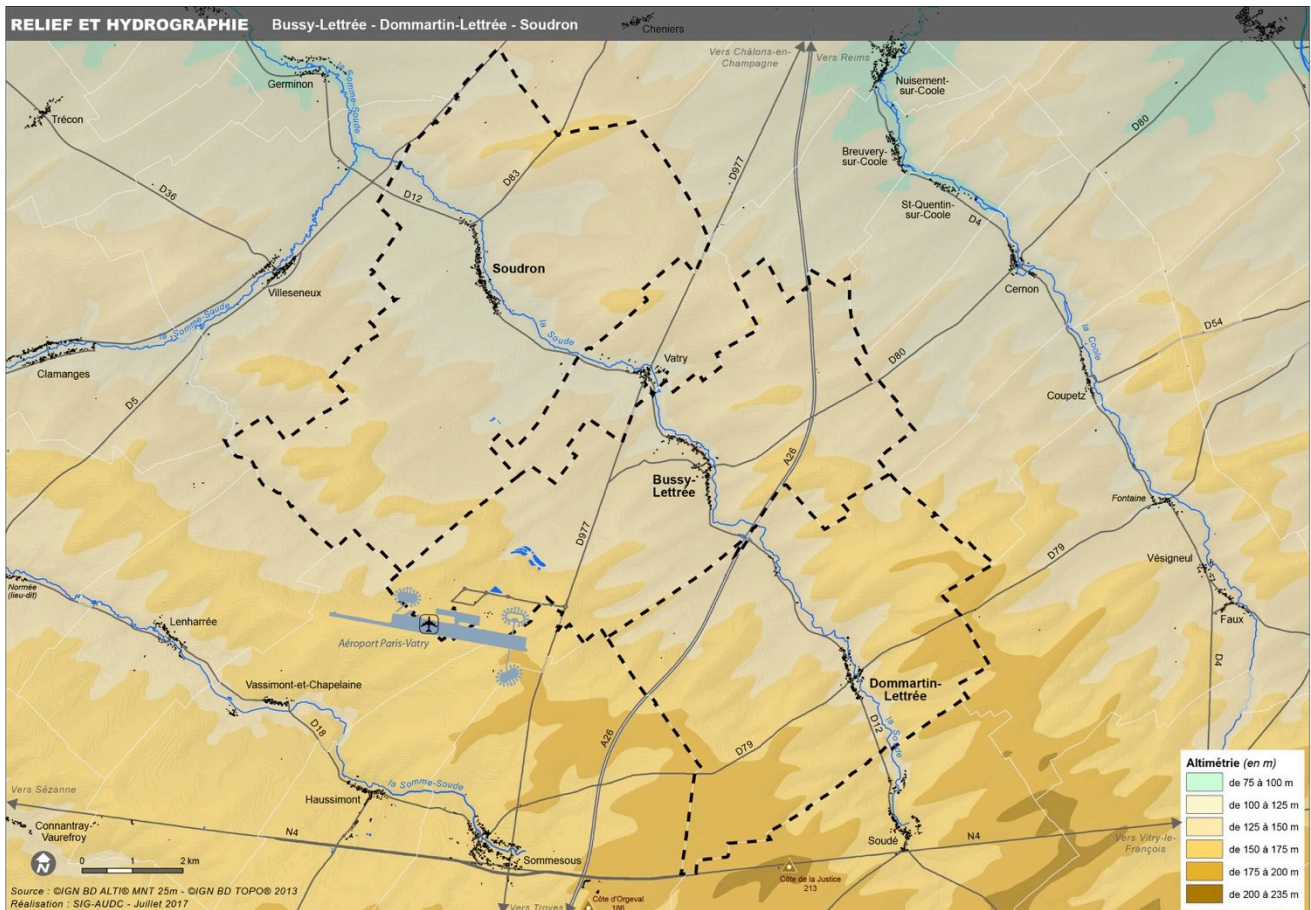 RELIEF ET HYDROGRAPHIE Bussy-Lettrée - Dommartin-Lettrée - Soudron
Cheniers
Vers Châlons-en-
Champagne
Vers Reims
Germinon
la Somme-Soude
Trécon
Nuisement-
sur-Coole
D80
Breuvery-
sur-Coole
D977
D83
D36
D12
St-Quentin-
sur-Coole
D4
Soudron
Villeseneux
Cernon
la Somme-Soude
la Soude
D54
la Coole
Vatry
D80
Clamanges
D5
Coupetz
A26
Bussy-
Lettrée
Fontaine
D977
D79
Vésigneul
Normée
(lieu-dit)
Lenharrée
Aéroport Paris-Vatry
Faux
D4
Vassimont-et-Chapelaine
Dommartin-
Lettrée
D18
D12
la Soude
A26
D79
la Somme-Soude
Vers Sézanne
Haussimont
Connantray-
Vaurefroy
N4
Soudé
N4
Vers Vitry-le-
François
Sommesous
N
0 1 2 km
Côte de la Justice
213
Côte d'Orgeval
186
Vers Troyes
Source : ©IGN BD ALTI® MNT 25m - ©IGN BD TOPO® 2013
Réalisation : SIG-AUDC - Juillet 2017
Altimétrie (en m)
de 75 à 100 m
de 100 à 125 m
de 125 à 150 m
de 150 à 175 m
de 175 à 200 m
de 200 à 235 m